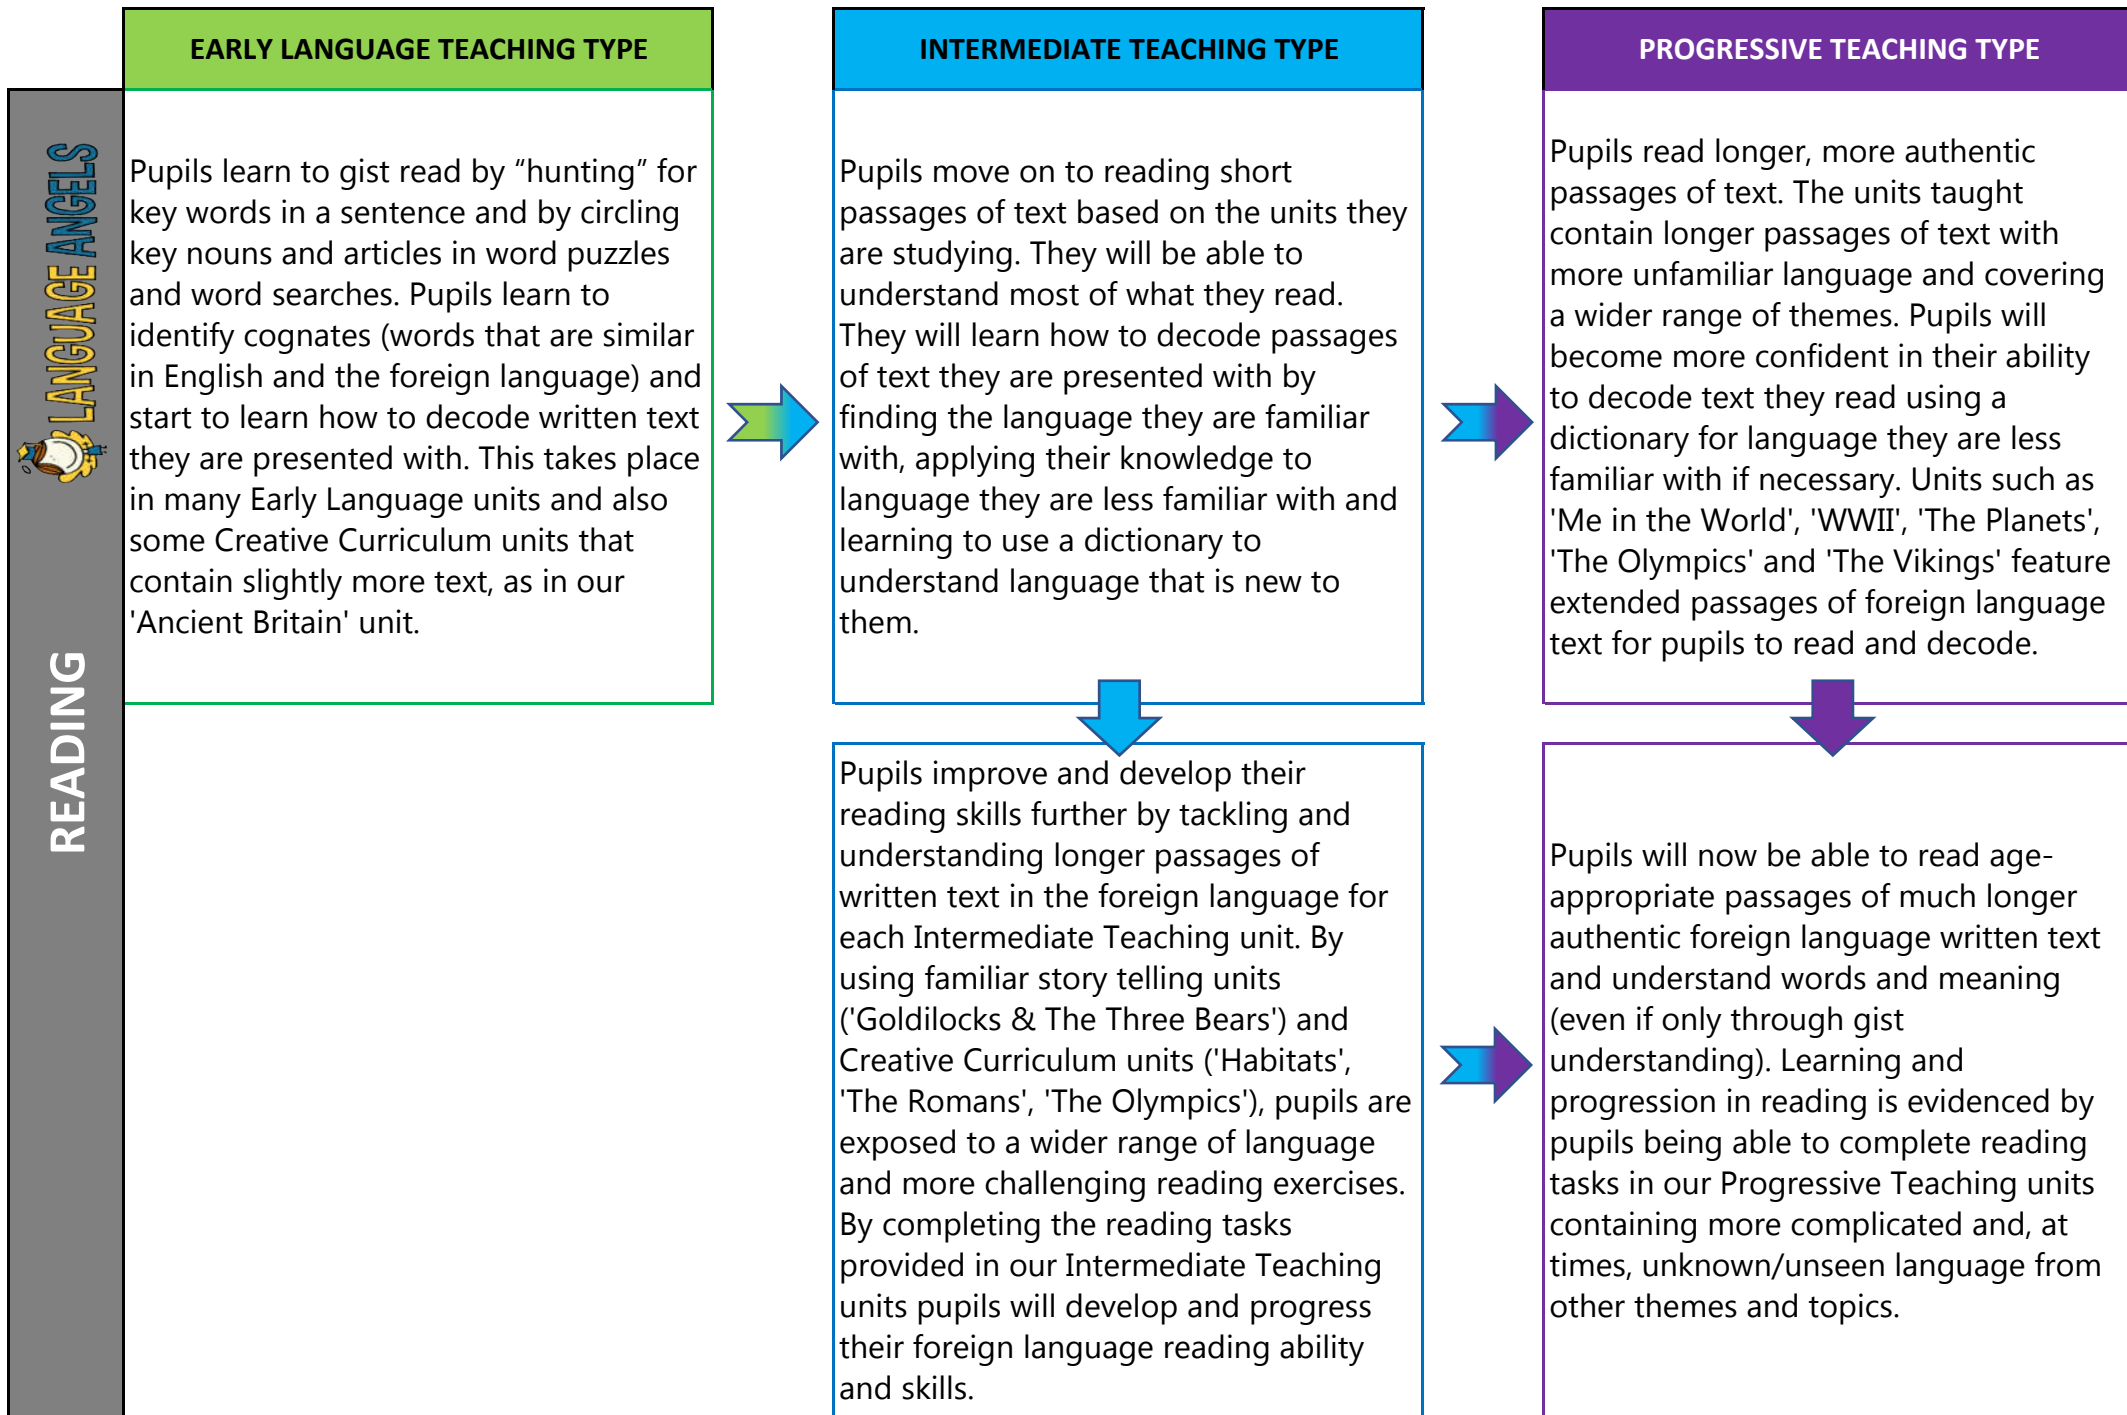 EARLY LANGUAGE TEACHING TYPE
INTERMEDIATE TEACHING TYPE
PROGRESSIVE TEACHING TYPE
LANGUAGE ANGELS
READING
Pupils learn to gist read by “hunting” for
key words in a sentence and by circling
key nouns and articles in word puzzles
and word searches. Pupils learn to
identify cognates (words that are similar
in English and the foreign language) and
start to learn how to decode written text
they are presented with. This takes place
in many Early Language units and also
some Creative Curriculum units that
contain slightly more text, as in our
'Ancient Britain' unit.
Pupils move on to reading short
passages of text based on the units they
are studying. They will be able to
understand most of what they read.
They will learn how to decode passages
of text they are presented with by
finding the language they are familiar
with, applying their knowledge to
language they are less familiar with and
learning to use a dictionary to
understand language that is new to
them.
Pupils read longer, more authentic
passages of text. The units taught
contain longer passages of text with
more unfamiliar language and covering
a wider range of themes. Pupils will
become more confident in their ability
to decode text they read using a
dictionary for language they are less
familiar with if necessary. Units such as
'Me in the World', 'WWII', 'The Planets',
'The Olympics' and 'The Vikings' feature
extended passages of foreign language
text for pupils to read and decode.
Pupils improve and develop their
reading skills further by tackling and
understanding longer passages of
written text in the foreign language for
each Intermediate Teaching unit. By
using familiar story telling units
('Goldilocks & The Three Bears') and
Creative Curriculum units ('Habitats',
'The Romans', 'The Olympics'), pupils are
exposed to a wider range of language
and more challenging reading exercises.
By completing the reading tasks
provided in our Intermediate Teaching
units pupils will develop and progress
their foreign language reading ability
and skills.
Pupils will now be able to read age-
appropriate passages of much longer
authentic foreign language written text
and understand words and meaning
(even if only through gist
understanding). Learning and
progression in reading is evidenced by
pupils being able to complete reading
tasks in our Progressive Teaching units
containing more complicated and, at
times, unknown/unseen language from
other themes and topics.